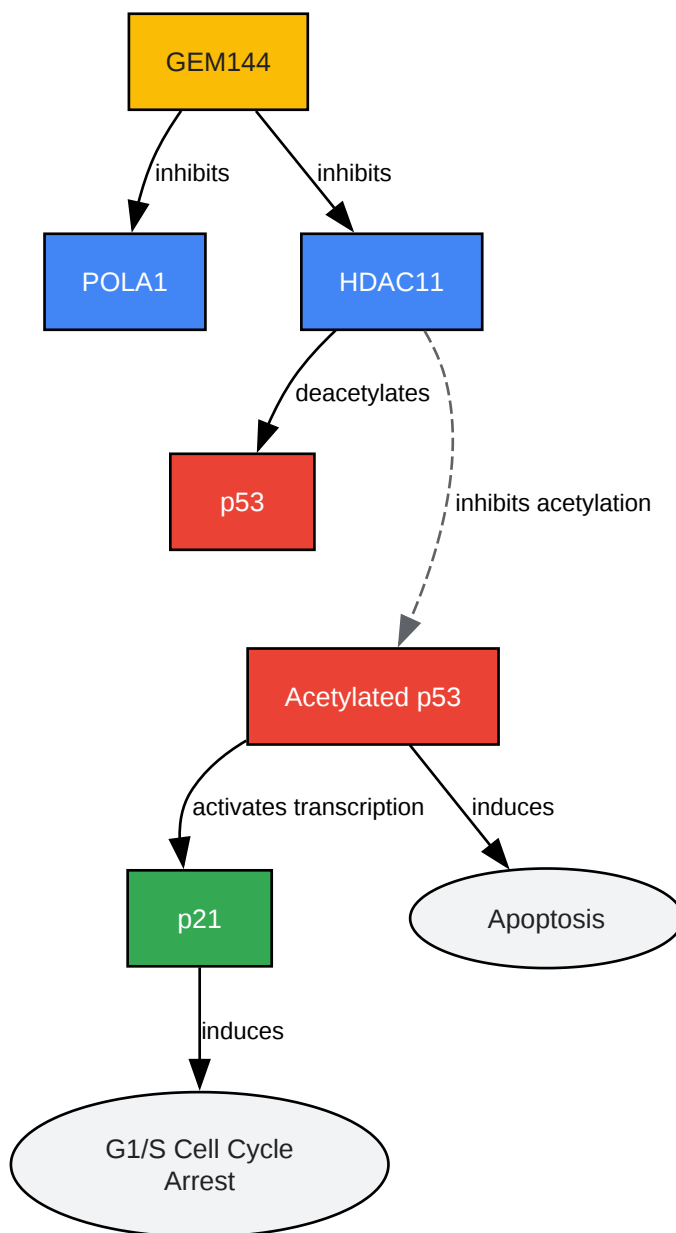 GEM144
inhibits
inhibits
POLA1
HDAC11
deacetylates
p53
inhibits acetylation
Acetylated p53
activates transcription
induces
p21
Apoptosis
induces
G1/S Cell Cycle
Arrest